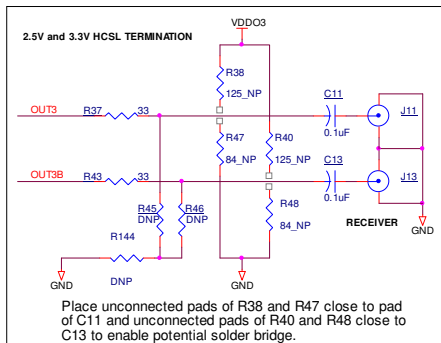 2.5V and 3.3V HCSL TERMINATION
VDDO3
R38
125_NP
C11
OUT3
R37
33
J11
0.1uF
R47
84_NP
R40
125_NP
C13
OUT3B
R43
33
J13
0.1uF
R45
DNP
R46
DNP
R48
84_NP
RECEIVER
R144
DNP
GND
GND
GND
Place unconnected pads of R38 and R47 close to pad
of C11 and unconnected pads of R40 and R48 close to
C13 to enable potential solder bridge.